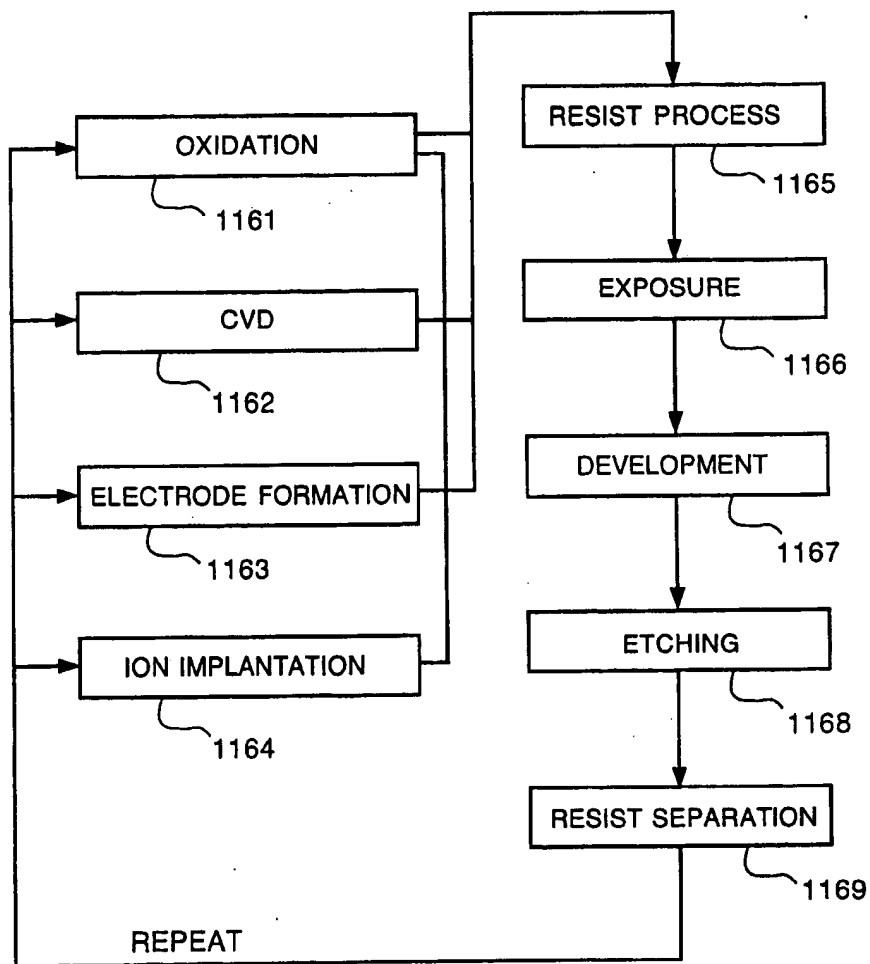 OXIDATION
1161
CVD
1162
ELECTRODE FORMATION
1163
ION IMPLANTATION
1164
RESIST PROCESS
1165
EXPOSURE
1166
DEVELOPMENT
1167
ETCHING
1168
RESIST SEPARATION
1169
REPEAT